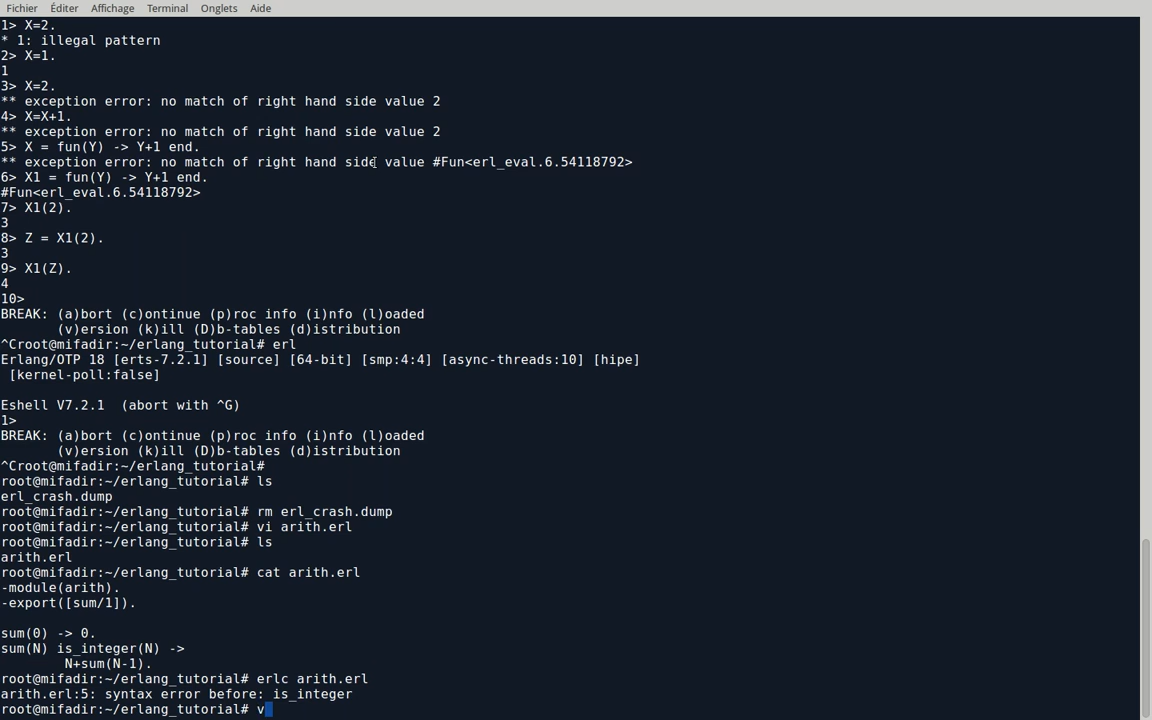 Fichier Éditer Affichage Terminal Onglets Aide
1> X=2.
* 1: illegal pattern
2> X=1.
1
3> X=2.
** exception error: no match of right hand side value 2
4> X=X+1.
** exception error: no match of right hand side value 2
5> X = fun(Y) -> Y+1 end.
** exception error: no match of right hand side value #Fun<erl_eval.6.54118792>
6> X1 = fun(Y) -> Y+1 end.
#Fun<erl_eval.6.54118792>
7> X1(2).
3
8> Z = X1(2).
3
9> X1(Z).
4
10>
BREAK: (a)bort (c)ontinue (p)roc info (i)nfo (l)oaded
       (v)ersion (k)ill (D)b-tables (d)istribution
^Croot@mifadir:~/erlang_tutorial# erl
Erlang/OTP 18 [erts-7.2.1] [source] [64-bit] [smp:4:4] [async-threads:10] [hipe]
 [kernel-poll:false]
Eshell V7.2.1  (abort with ^G)
1>
BREAK: (a)bort (c)ontinue (p)roc info (i)nfo (l)oaded
       (v)ersion (k)ill (D)b-tables (d)istribution
^Croot@mifadir:~/erlang_tutorial#
root@mifadir:~/erlang_tutorial# ls
erl_crash.dump
root@mifadir:~/erlang_tutorial# rm erl_crash.dump
root@mifadir:~/erlang_tutorial# vi arith.erl
root@mifadir:~/erlang_tutorial# ls
arith.erl
root@mifadir:~/erlang_tutorial# cat arith.erl
-module(arith).
-export([sum/1]).
sum(0) -> 0.
sum(N) is_integer(N) ->
        N+sum(N-1).
root@mifadir:~/erlang_tutorial# erlc arith.erl
arith.erl:5: syntax error before: is_integer
root@mifadir:~/erlang_tutorial# v